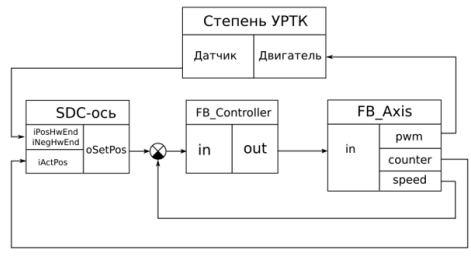 Степень УРТК
Датчик
Двигатель
SDC-ось
iPosHwEnd
iNegHwEnd
iActPos
oSetPos
FB_Controller
in
out
FB_Axis
in
pwm
counter
speed